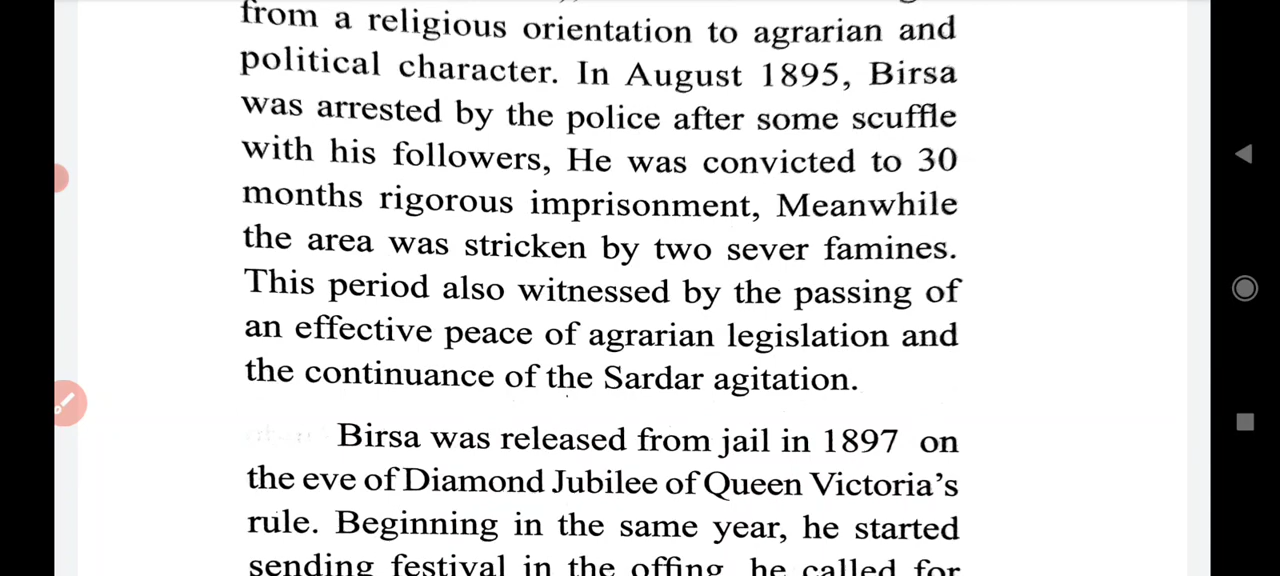 from a religious orientation to agrarian and
political character. In August 1895, Birsa
was arrested by the police after some scuffle
with his followers, He was convicted to 30
months rigorous imprisonment, Meanwhile
the area was stricken by two sever famines.
This period also witnessed by the passing of
an effective peace of agrarian legislation and
the continuance of the Sardar agitation.
Birsa was released from jail in 1897 on
the eve of Diamond Jubilee of Queen Victoria's
rule. Beginning in the same year, he started
sending festival in the offing, he called for